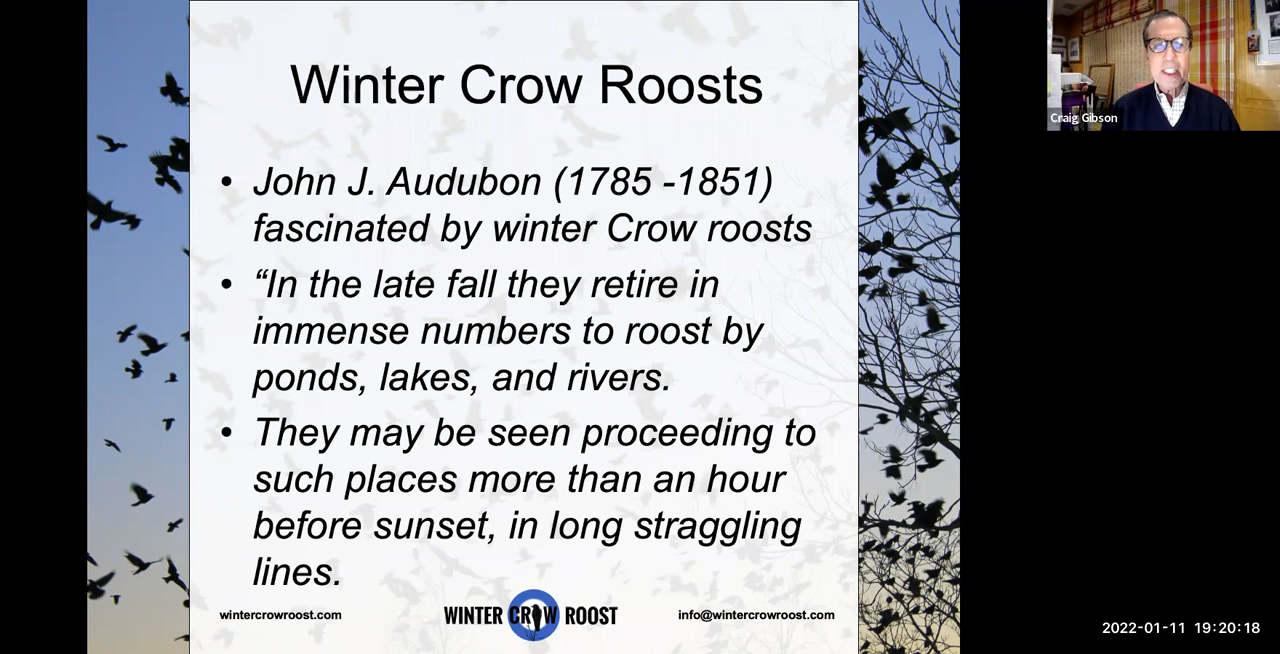 Winter Crow Roosts
• John J. Audubon (1785 -1851)
fascinated by winter Crow roosts
• “In the late fall they retire in
immense numbers to roost by
ponds, lakes, and rivers.
• They may be seen proceeding to
such places more than an hour
before sunset, in long straggling
lines.
wintercrowroost.com
WINTER CROW ROOST
info@wintercrowroost.com
Craig Gibson
2022-01-11 19:20:18